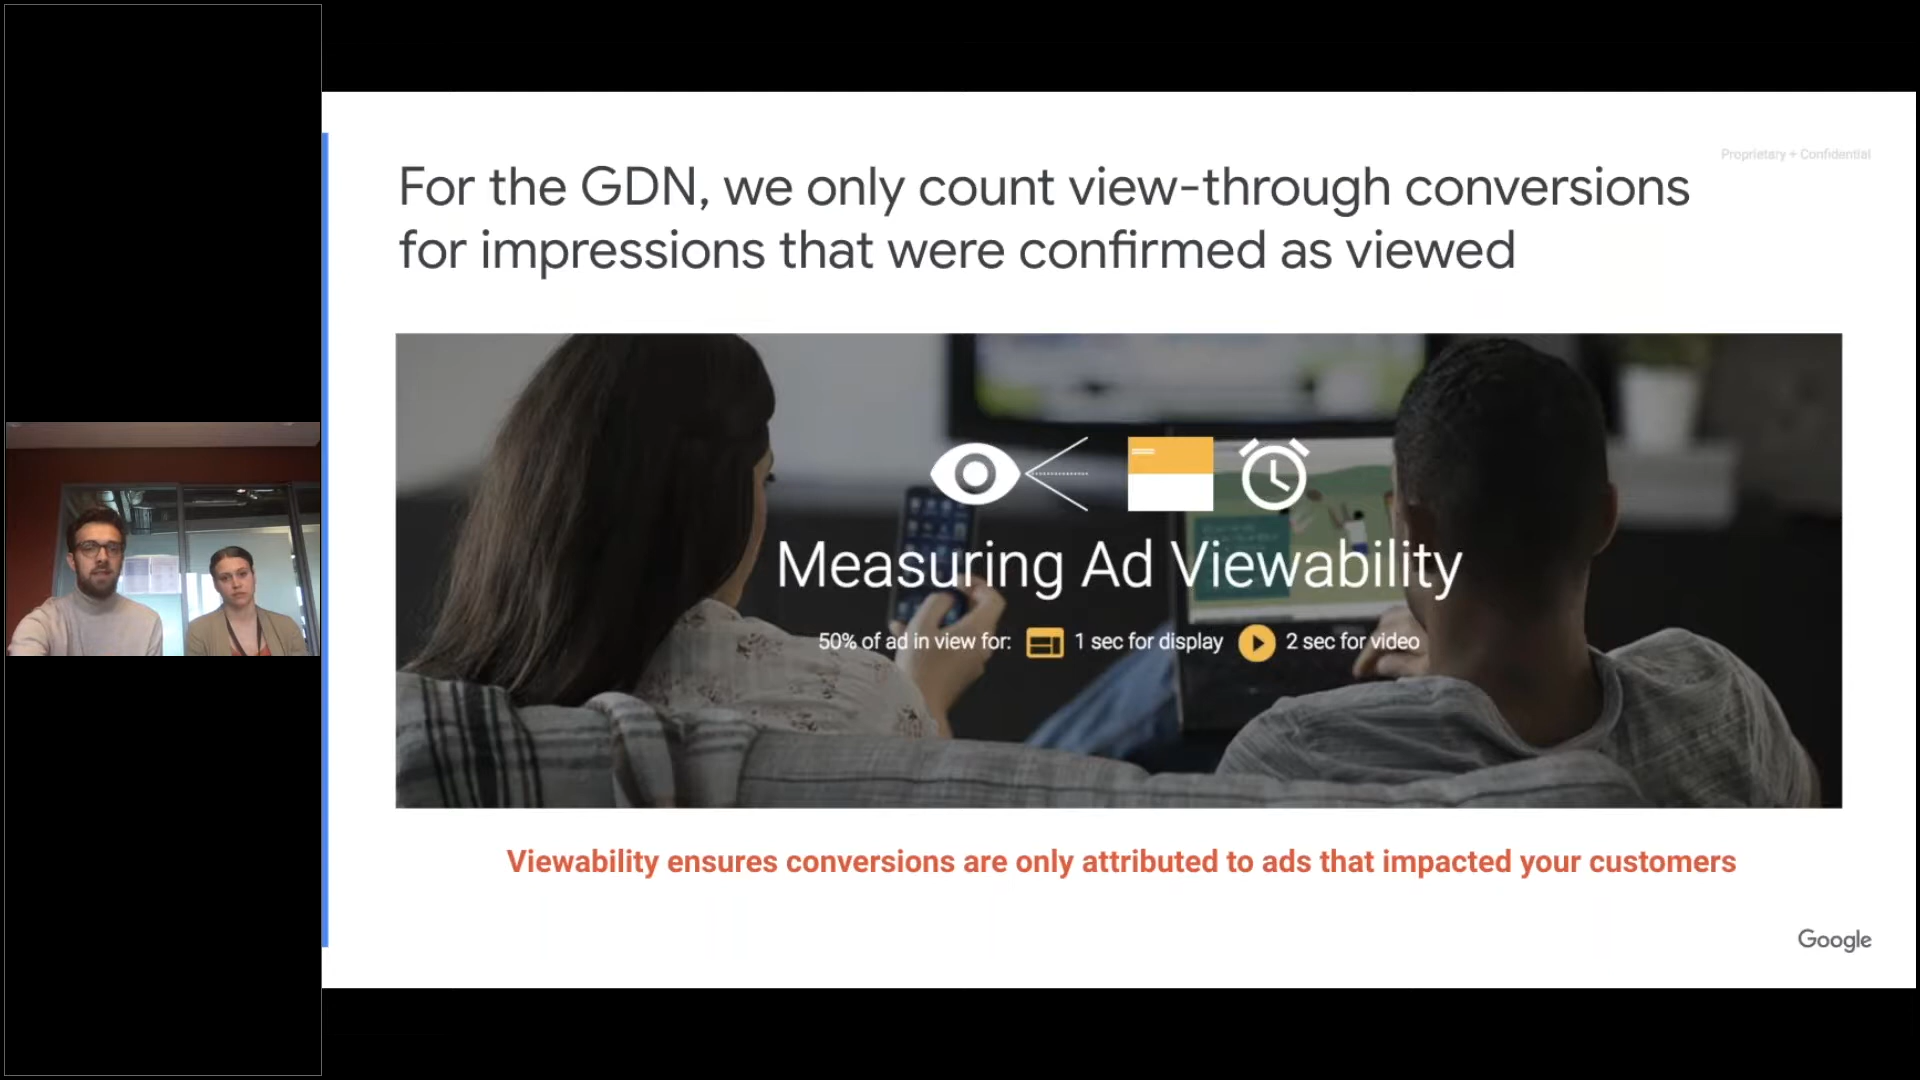 Proprietary + Confidential
For the GDN, we only count view-through conversions
for impressions that were confirmed as viewed
Measuring Ad Viewability
50% of ad in view for: 1 sec for display 2 sec for video
Viewability ensures conversions are only attributed to ads that impacted your customers
Google